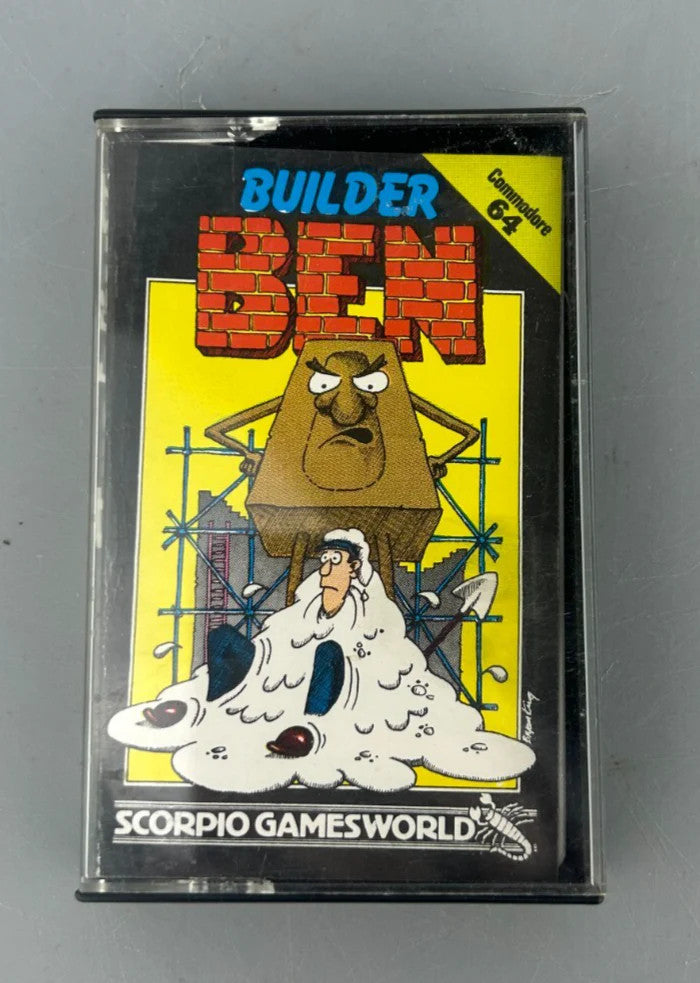 BUILDER
BEN
Commodore
64
SCORPIO GAMESWORLD